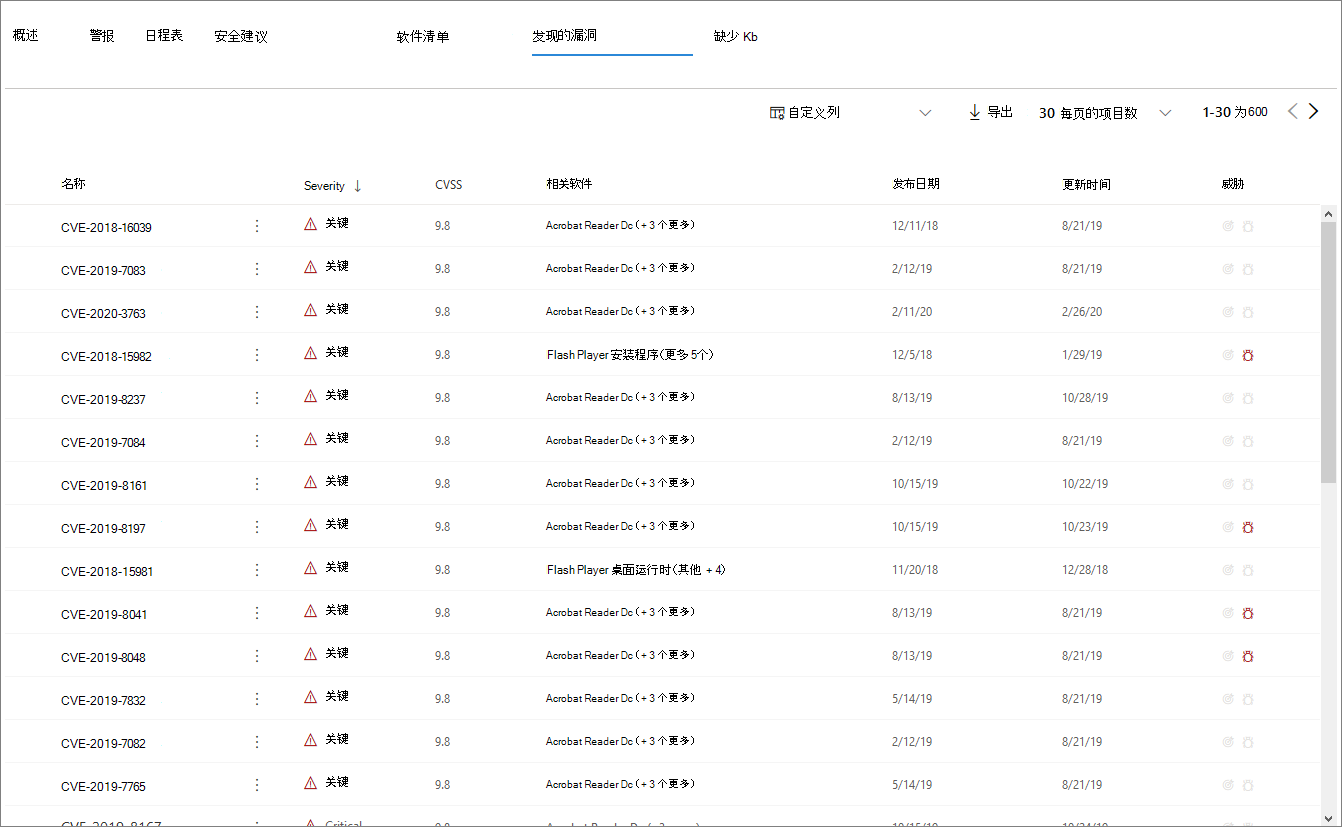 概述 警报 日程表 安全建议 软件清单 发现的漏洞 缺少 Kb
自定义列 导出 30 每页的项目数 1-30 为600
名称 Severity ↓ CVSS 相关软件 发布日期 更新时间 威胁
CVE-2018-16039 关键 9.8 Acrobat Reader Dc (+ 3 个更多) 12/11/18 8/21/19
CVE-2019-7083 关键 9.8 Acrobat Reader Dc (+ 3 个更多) 2/12/19 8/21/19
CVE-2020-3763 关键 9.8 Acrobat Reader Dc (+ 3 个更多) 2/11/20 2/26/20
CVE-2018-15982 关键 9.8 Flash Player 安装程序(更多 5个) 12/5/18 1/29/19
CVE-2019-8237 关键 9.8 Acrobat Reader Dc (+ 3 个更多) 8/13/19 10/28/19
CVE-2019-7084 关键 9.8 Acrobat Reader Dc (+ 3 个更多) 2/12/19 8/21/19
CVE-2019-8161 关键 9.8 Acrobat Reader Dc (+ 3 个更多) 10/15/19 10/22/19
CVE-2019-8197 关键 9.8 Acrobat Reader Dc (+ 3 个更多) 10/15/19 10/23/19
CVE-2018-15981 关键 9.8 Flash Player 桌面运行时(其他 + 4) 11/20/18 12/28/18
CVE-2019-8041 关键 9.8 Acrobat Reader Dc (+ 3 个更多) 8/13/19 8/21/19
CVE-2019-8048 关键 9.8 Acrobat Reader Dc (+ 3 个更多) 8/13/19 8/21/19
CVE-2019-7832 关键 9.8 Acrobat Reader Dc (+ 3 个更多) 5/14/19 8/21/19
CVE-2019-7082 关键 9.8 Acrobat Reader Dc (+ 3 个更多) 2/12/19 8/21/19
CVE-2019-7765 关键 9.8 Acrobat Reader Dc (+ 3 个更多) 5/14/19 8/21/19
CVE-2019-8167 Critical 9.8